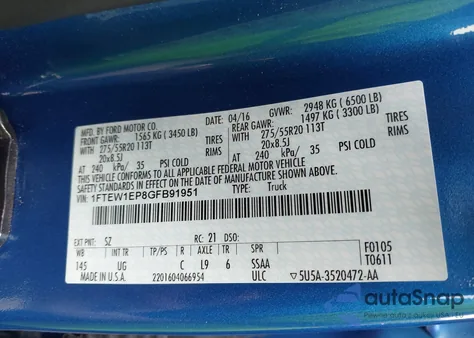 MFD. BY FORD MOTOR CO.
DATE: 04/16 GVWR: 2948 KG ( 6500 LB)
FRONT GAWR: 1565 KG ( 3450 LB)
REAR GAWR: 1497 KG ( 3300 LB)
WITH 275/55R20 113T TIRES
WITH 275/55R20 113T TIRES
20x8.5J
20x8.5J
AT 240 kPa/ 35 PSI COLD
AT 240 kPa/ 35 PSI COLD
THIS VEHICLE CONFORMS TO ALL APPLICABLE FEDERAL MOTOR VEHICLE
SAFETY STANDARDS IN EFFECT ON THE DATE OF MANUFACTURE SHOWN ABOVE.
VIN: 1FTEW1EP8GFB91951
TYPE: Truck
EXT PNT: SZ RC: 21 DSO:
WB INT TR TP/PS R AXLE TR SPR
145 UG C L9 6 SSAA
F0105
T0611
MADE IN U.S.A. 2201604066954 ULC 5U5A-3520472-AA
autoSnap